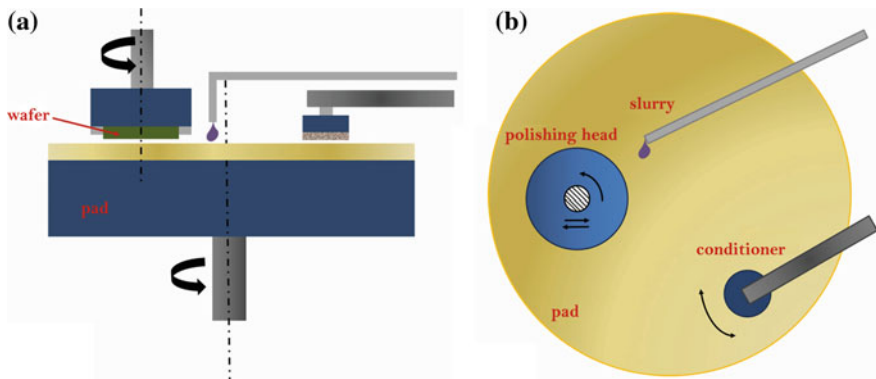 (a)
wafer
pad
(b)
slurry
polishing head
conditioner
pad